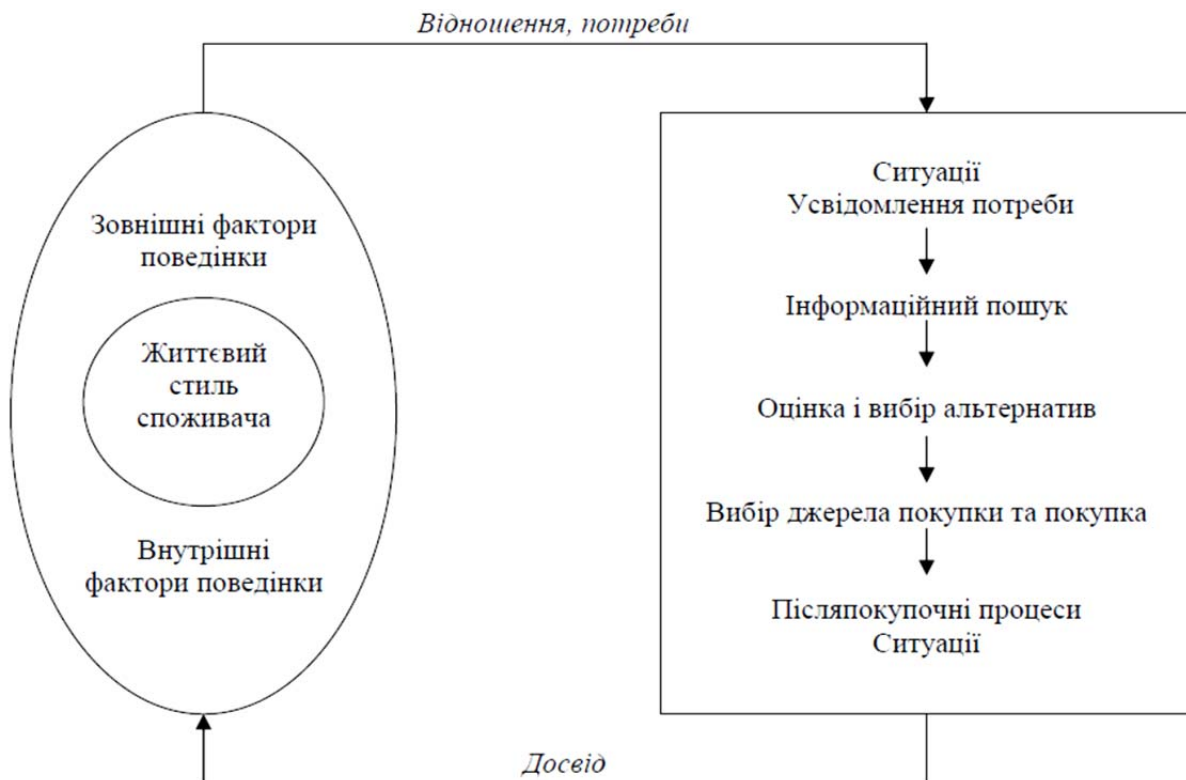 Відношення, потреби
Зовнішні фактори
поведінки
Життєвий
стиль
споживача
Внутрішні
фактори поведінки
Ситуації
Усвідомлення потреби
Інформаційний пошук
Оцінка і вибір альтернатив
Вибір джерела покупки та покупка
Післяпокупочні процеси
Ситуації
Досвід